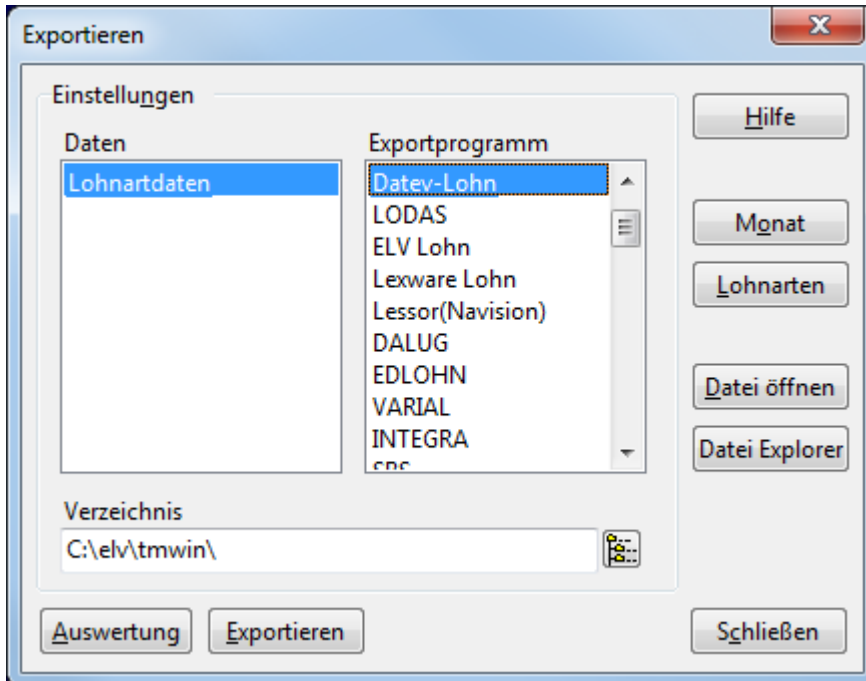 Exportieren
Einstellungen
Daten
Lohnartdaten
Exportprogramm
Datev-Lohn
LODAS
ELV Lohn
Lexware Lohn
Lessor(Navision)
DALUG
EDLOHN
VARIAL
INTEGRA
Verzeichnis
C:\elv\tmwin\
Hilfe
Monat
Lohnarten
Datei öffnen
Datei Explorer
Auswertung
Exportieren
Schließen